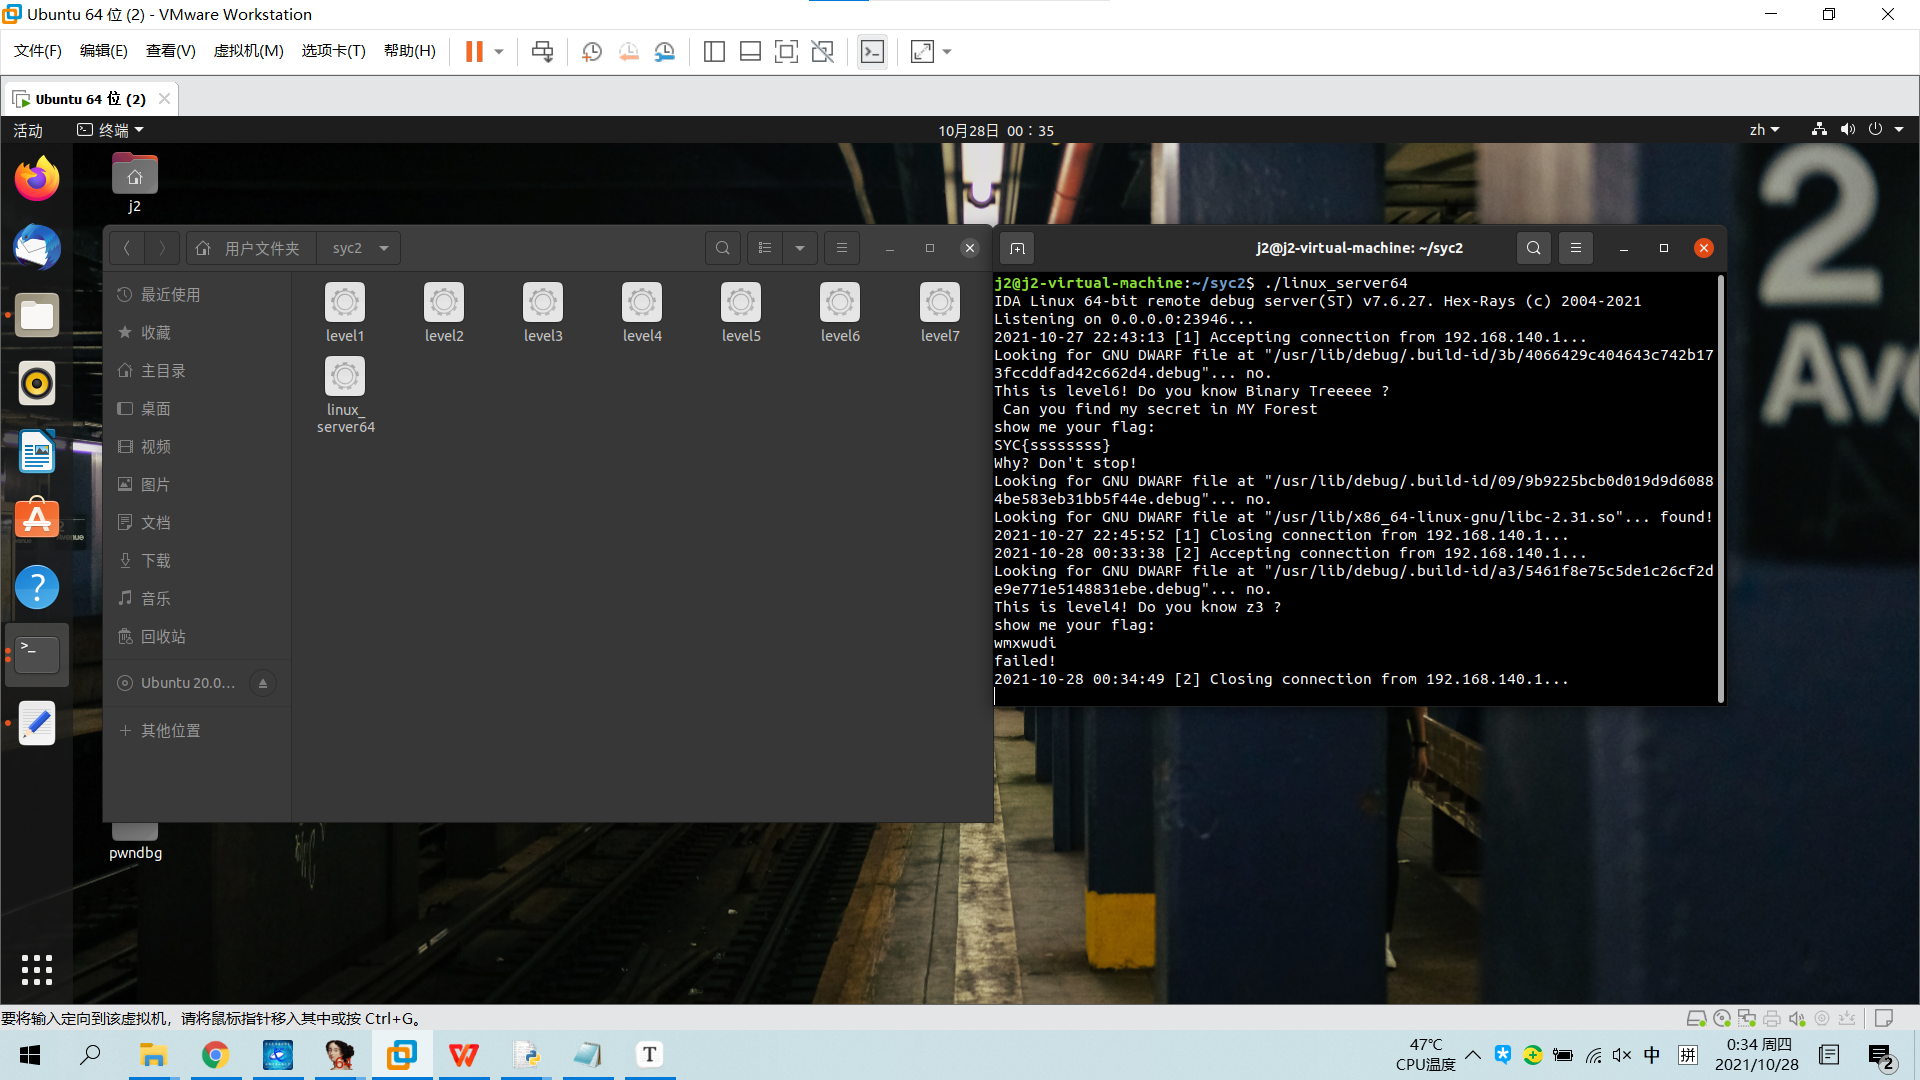 Ubuntu 64 位 (2) - VMware Workstation
文件(F) 编辑(E) 查看(V) 虚拟机(M) 选项卡(T) 帮助(H)
Ubuntu 64 位 (2)
活动 终端 10月28日 00：35 zh
j2
用户文件夹 syc2
最近使用
收藏
主目录
桌面
视频
图片
文档
下载
音乐
回收站
Ubuntu 20.0...
其他位置
level1 level2 level3 level4 level5 level6 level7
linux_
server64
pwndbg
j2@j2-virtual-machine: ~/syc2
j2@j2-virtual-machine:~/syc2$ ./linux_server64
IDA Linux 64-bit remote debug server(ST) v7.6.27. Hex-Rays (c) 2004-2021
Listening on 0.0.0.0:23946...
2021-10-27 22:43:13 [1] Accepting connection from 192.168.140.1...
Looking for GNU DWARF file at "/usr/lib/debug/.build-id/3b/4066429c404643c742b17
3fccddfad42c662d4.debug"... no.
This is level6! Do you know Binary Treeeee ?
 Can you find my secret in MY Forest
show me your flag:
SYC{ssssssss}
Why? Don't stop!
Looking for GNU DWARF file at "/usr/lib/debug/.build-id/09/9b9225bcb0d019d9d6088
4be583eb31bb5f44e.debug"... no.
Looking for GNU DWARF file at "/usr/lib/x86_64-linux-gnu/libc-2.31.so"... found!
2021-10-27 22:45:52 [1] Closing connection from 192.168.140.1...
2021-10-28 00:33:38 [2] Accepting connection from 192.168.140.1...
Looking for GNU DWARF file at "/usr/lib/debug/.build-id/a3/5461f8e75c5de1c26cf2d
e9e771e5148831ebe.debug"... no.
This is level4! Do you know z3 ?
show me your flag:
wmxwudi
failed!
2021-10-28 00:34:49 [2] Closing connection from 192.168.140.1...
2
Ave
要将输入定向到该虚拟机，请将鼠标指针移入其中或按 Ctrl+G。
64
T
47℃
CPU温度
中 拼
0:34 周四
2021/10/28
2